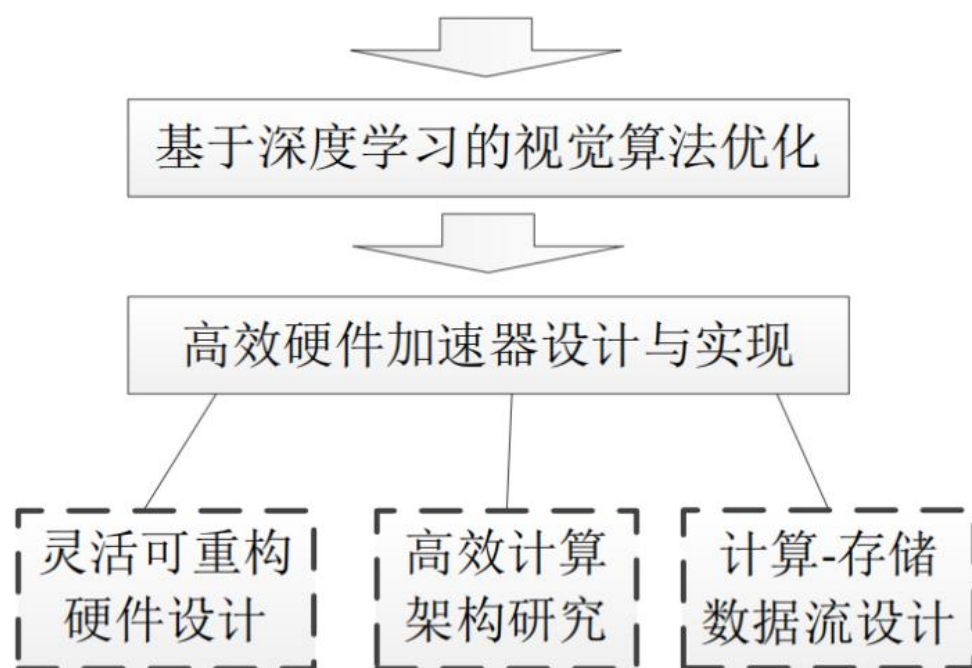 基于深度学习的视觉算法优化
高效硬件加速器设计与实现
灵活可重构
硬件设计
高效计算
架构研究
计算-存储
数据流设计